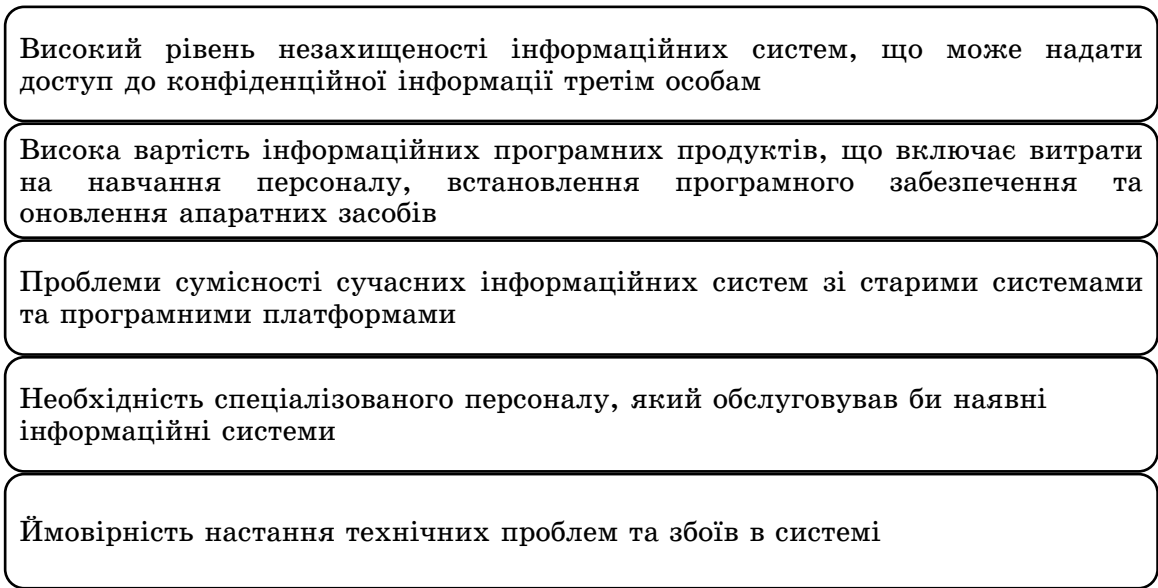 Високий рівень незахищеності інформаційних систем, що може надати
доступ до конфіденційної інформації третім особам
Висока вартість інформаційних програмних продуктів, що включає витрати
на навчання персоналу, встановлення програмного забезпечення та
оновлення апаратних засобів
Проблеми сумісності сучасних інформаційних систем зі старими системами
та програмними платформами
Необхідність спеціалізованого персоналу, який обслуговував би наявні
інформаційні системи
Ймовірність настання технічних проблем та збоїв в системі